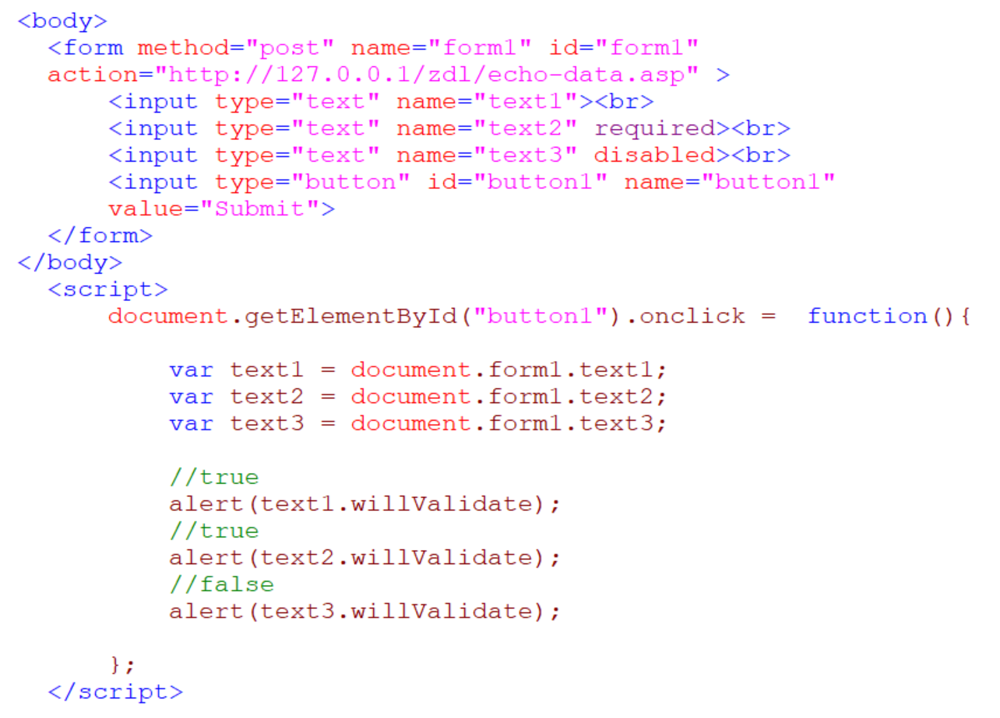 <body>
<form method="post" name="form1" id="form1"
action="http://127.0.0.1/zdl/echo-data.asp" >
<input type="text" name="text1"><br>
<input type="text" name="text2" required><br>
<input type="text" name="text3" disabled><br>
<input type="button" id="button1" name="button1"
value="Submit">
</form>
</body>
<script>
document.getElementById("button1").onclick =  function(){
var text1 = document.form1.text1;
var text2 = document.form1.text2;
var text3 = document.form1.text3;
//true
alert(text1.willValidate);
//true
alert(text2.willValidate);
//false
alert(text3.willValidate);
};
</script>